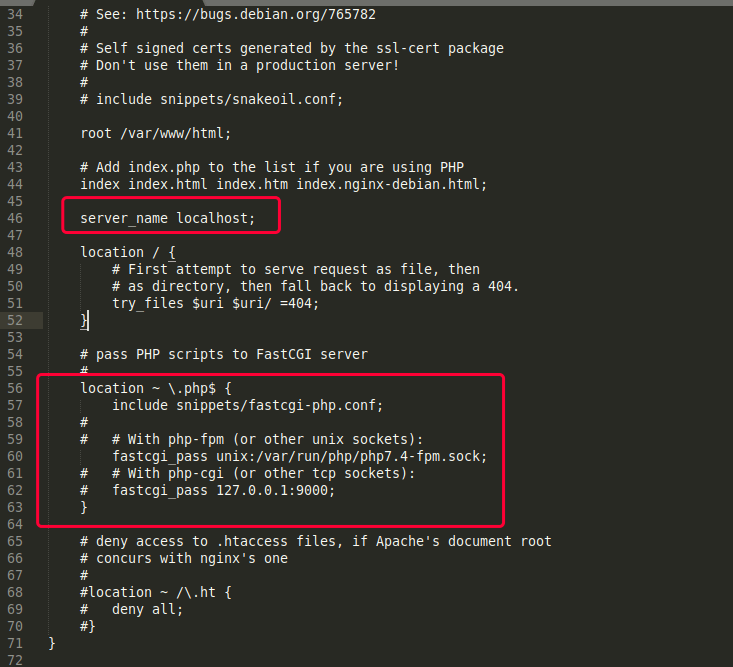 34 # See: https://bugs.debian.org/765782
35 #
36 # Self signed certs generated by the ssl-cert package
37 # Don't use them in a production server!
38 #
39 # include snippets/snakeoil.conf;
40
41 root /var/www/html;
42
43 # Add index.php to the list if you are using PHP
44 index index.html index.htm index.nginx-debian.html;
45
46 server_name localhost;
47
48 location / {
49 # First attempt to serve request as file, then
50 # as directory, then fall back to displaying a 404.
51 try_files $uri $uri/ =404;
52 }
53
54 # pass PHP scripts to FastCGI server
55 #
56 location ~ \.php$ {
57 include snippets/fastcgi-php.conf;
58 #
59 # # With php-fpm (or other unix sockets):
60 fastcgi_pass unix:/var/run/php/php7.4-fpm.sock;
61 # # With php-cgi (or other tcp sockets):
62 # fastcgi_pass 127.0.0.1:9000;
63 }
64
65 # deny access to .htaccess files, if Apache's document root
66 # concurs with nginx's one
67 #
68 #location ~ /\.ht {
69 # deny all;
70 #}
71 }
72